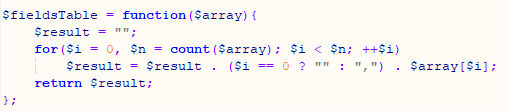 $fieldsTable = function($array){
    $result = "";
    for($i = 0, $n = count($array); $i < $n; ++$i)
        $result = $result . ($i == 0 ? "" : ",") . $array[$i];
    return $result;
};